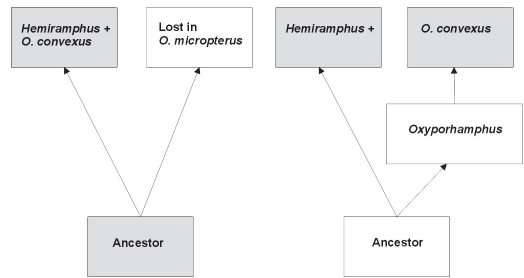 Hemiramphus +
O. convexus
Lost in
O. micropterus
Hemiramphus +
O. convexus
Oxyporhamphus
Ancestor
Ancestor